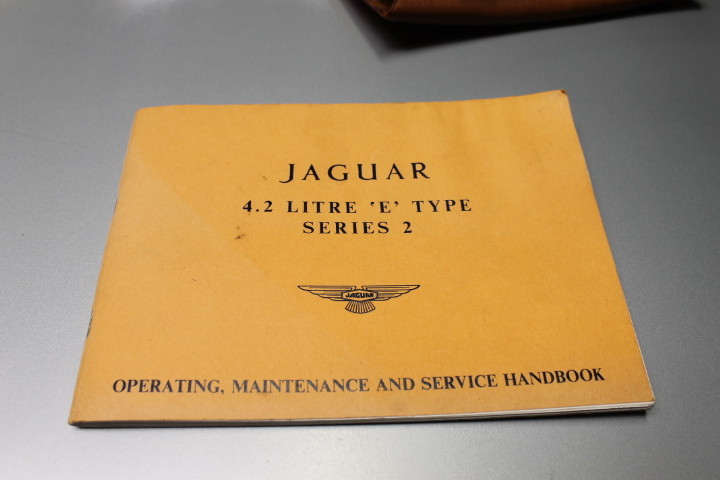 JAGUAR
4.2 LITRE 'E' TYPE
SERIES 2
JAGUAR
OPERATING, MAINTENANCE AND SERVICE HANDBOOK